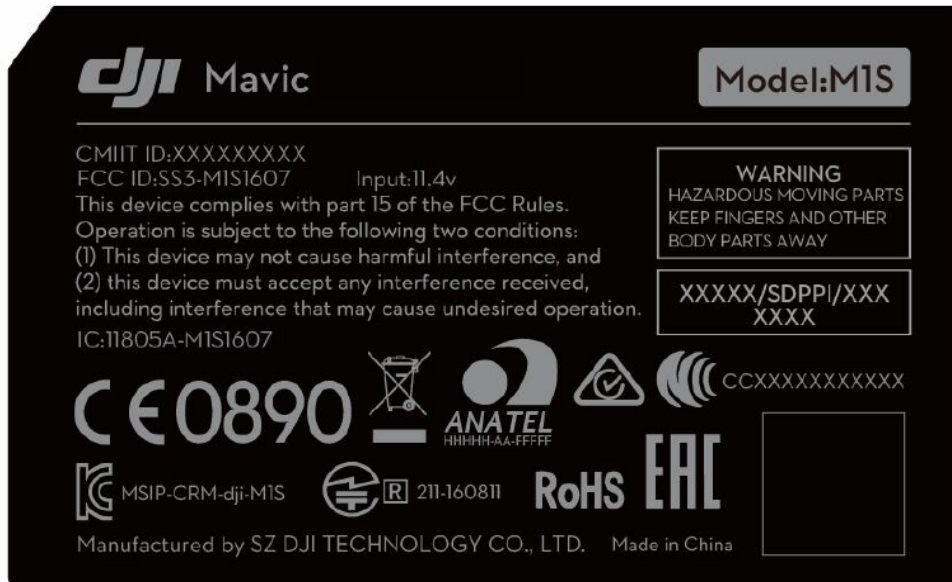 dji Mavic
Model:M1S
CMIIT ID:XXXXXXXXX
FCC ID:SS3-M1S1607 Input:11.4v
This device complies with part 15 of the FCC Rules.
Operation is subject to the following two conditions:
(1) This device may not cause harmful interference, and
(2) this device must accept any interference received,
including interference that may cause undesired operation.
IC:11805A-M1S1607
WARNING
HAZARDOUS MOVING PARTS
KEEP FINGERS AND OTHER
BODY PARTS AWAY
XXXXX/SDPPI/XXX
XXXX
CE0890
ANATEL
HHHHH-AA-FFFFF
CCXXXXXXXXXXX
MSIP-CRM-dji-M1S
R 211-160811
RoHS
EAC
Manufactured by SZ DJI TECHNOLOGY CO., LTD. Made in China